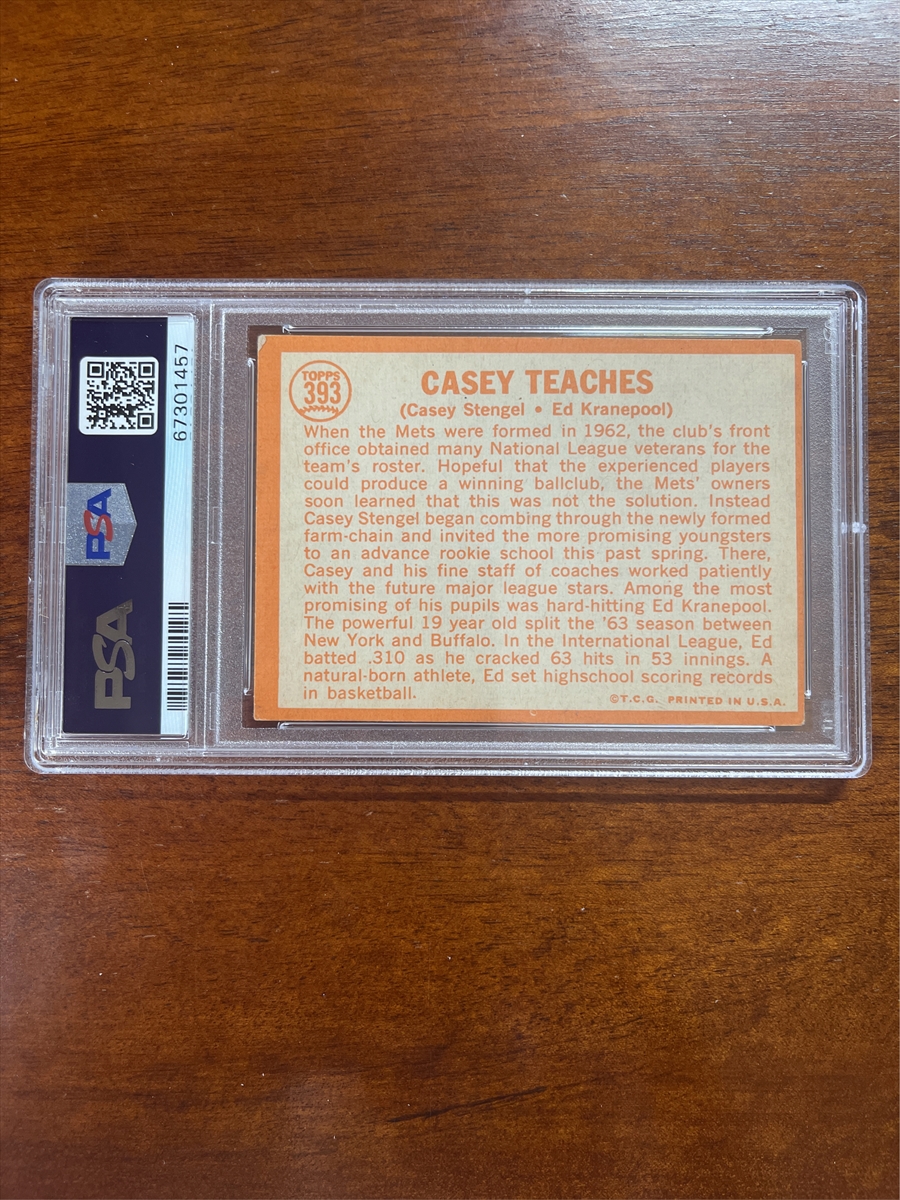 67301457
PSA
PSA
TOPPS
393
CASEY TEACHES
(Casey Stengel • Ed Kranepool)
When the Mets were formed in 1962, the club's front
office obtained many National League veterans for the
team's roster. Hopeful that the experienced players
could produce a winning ballclub, the Mets' owners
soon learned that this was not the solution. Instead
Casey Stengel began combing through the newly formed
farm-chain and invited the more promising youngsters
to an advance rookie school this past spring. There,
Casey and his fine staff of coaches worked patiently
with the future major league stars. Among the most
promising of his pupils was hard-hitting Ed Kranepool.
The powerful 19 year old split the '63 season between
New York and Buffalo. In the International League, Ed
batted .310 as he cracked 63 hits in 53 innings. A
natural-born athlete, Ed set highschool scoring records
in basketball.
©T.C.G. PRINTED IN U.S.A.